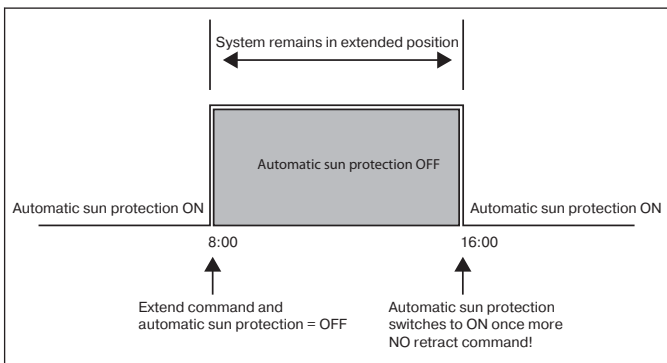 System remains in extended position
Automatic sun protection OFF
Automatic sun protection ON
Automatic sun protection ON
8:00
16:00
Extend command and
automatic sun protection = OFF
Automatic sun protection
switches to ON once more
NO retract command!